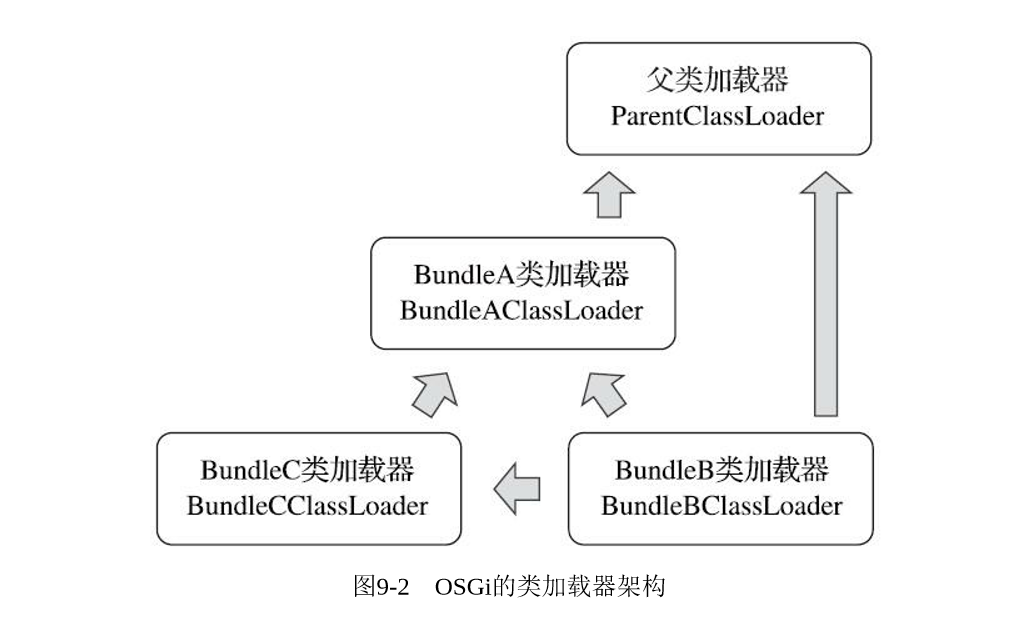 父类加载器
ParentClassLoader
BundleA类加载器
BundleAClassLoader
BundleC类加载器
BundleCClassLoader
BundleB类加载器
BundleBClassLoader
图9-2 OSGi的类加载器架构